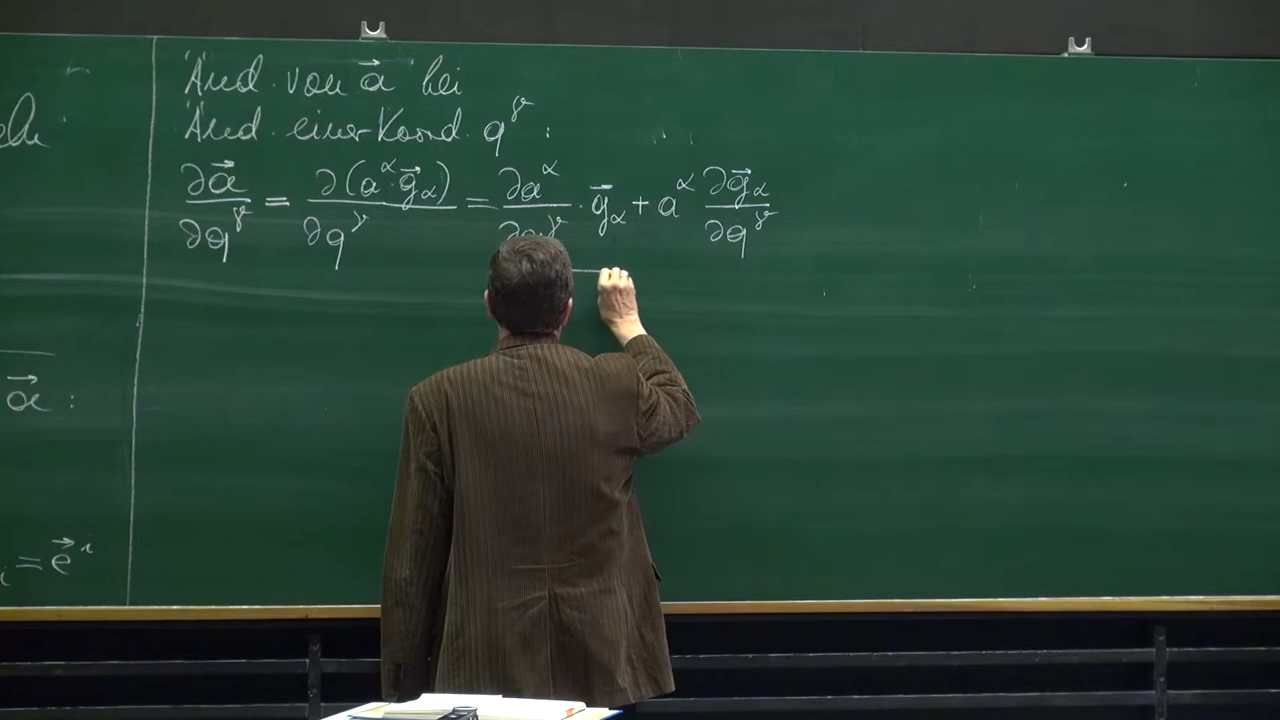 Änd. von a⃗ bei
Änd. einer Koord. q^γ :
∂a⃗/∂q^γ = ∂(a^α·g⃗_α)/∂q^γ = ∂a^α/∂q^γ · g⃗_α + a^α ∂g⃗_α/∂q^γ
a⃗ :
i = e⃗^i